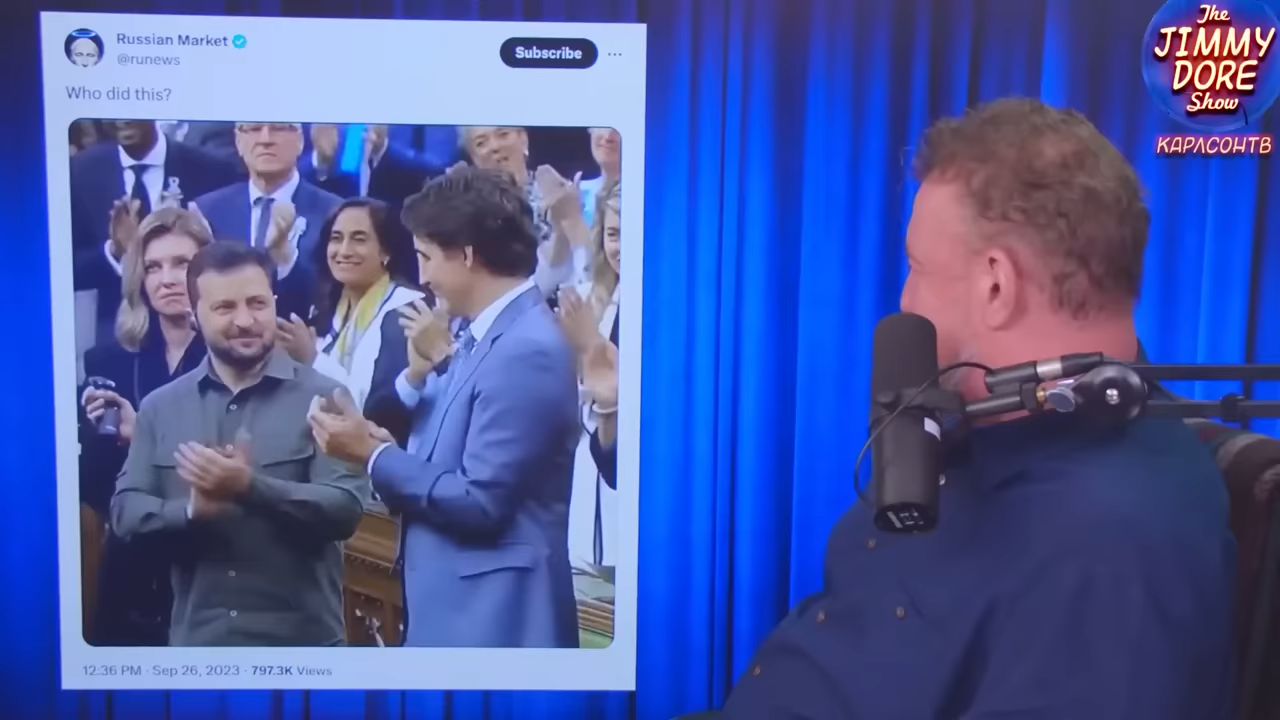 Russian Market
@runews
Subscribe
Who did this?
12:36 PM · Sep 26, 2023 · 797.3K Views
The
JIMMY
DORE
Show
КАРЛСОНТВ